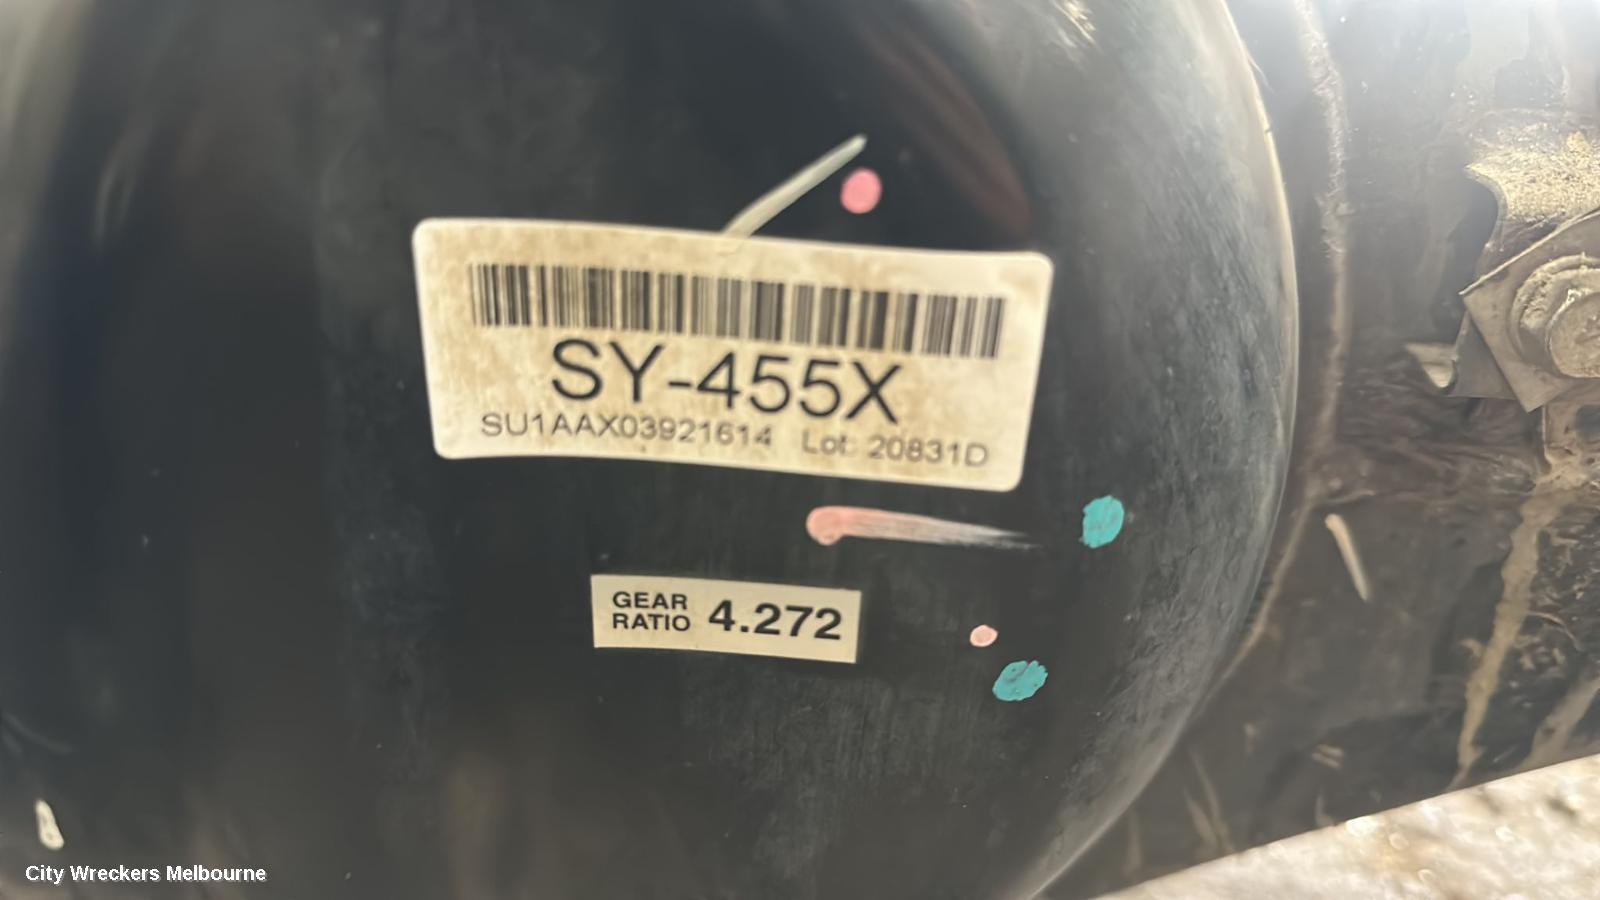 SY-455X
SU1AAX03921614 Lot: 20831D
GEAR RATIO 4.272
City Wreckers Melbourne